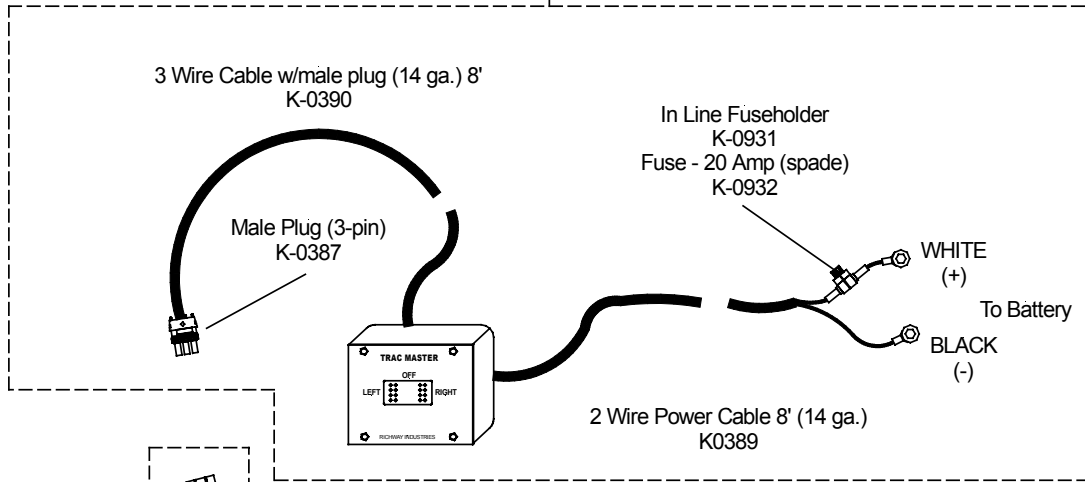 3 Wire Cable w/male plug (14 ga.) 8'
K-0390
In Line Fuseholder
K-0931
Fuse - 20 Amp (spade)
K-0932
Male Plug (3-pin)
K-0387
WHITE
(+)
To Battery
BLACK
(-)
TRAC MASTER
OFF
LEFT
RIGHT
RICHWAY INDUSTRIES
2 Wire Power Cable 8' (14 ga.)
K0389